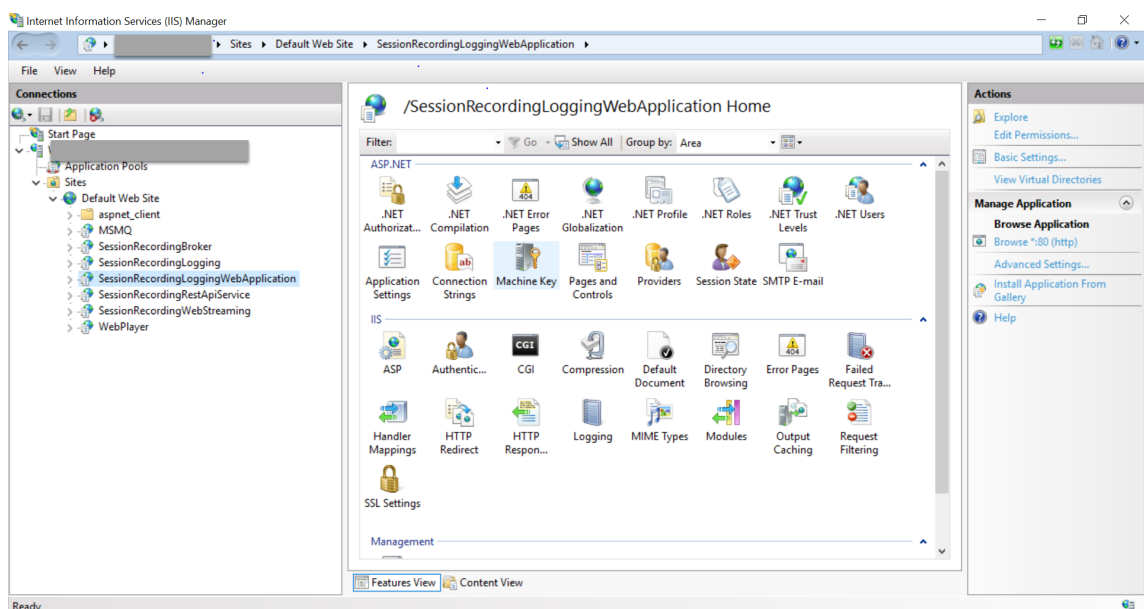 Internet Information Services (IIS) Manager
Sites Default Web Site SessionRecordingLoggingWebApplication
File View Help
Connections
Start Page
Application Pools
Sites
Default Web Site
aspnet_client
MSMQ
SessionRecordingBroker
SessionRecordingLogging
SessionRecordingLoggingWebApplication
SessionRecordingRestApiService
SessionRecordingWebStreaming
WebPlayer
/SessionRecordingLoggingWebApplication Home
Filter: Go Show All Group by: Area
ASP.NET
.NET Authorizat...
.NET Compilation
.NET Error Pages
.NET Globalization
.NET Profile
.NET Roles
.NET Trust Levels
.NET Users
Application Settings
Connection Strings
Machine Key
Pages and Controls
Providers
Session State
SMTP E-mail
IIS
ASP
Authentic...
CGI
CGI
Compression
Default Document
Directory Browsing
404
Error Pages
Failed Request Tra...
Handler Mappings
HTTP Redirect
HTTP Respon...
Logging
MIME Types
Modules
Output Caching
Request Filtering
SSL Settings
Management
Features View Content View
Actions
Explore
Edit Permissions...
Basic Settings...
View Virtual Directories
Manage Application
Browse Application
Browse *:80 (http)
Advanced Settings...
Install Application From
Gallery
Help
Ready